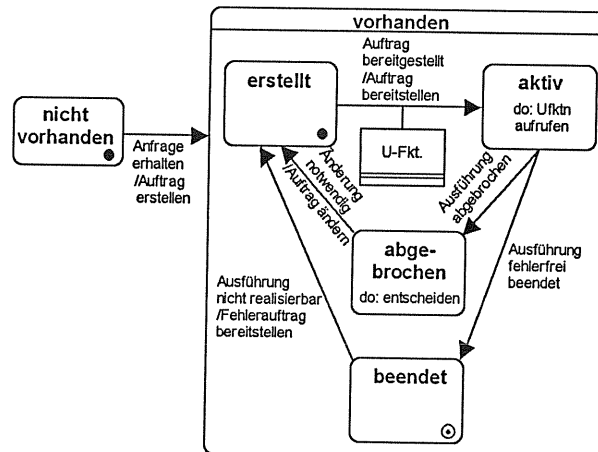 vorhanden
nicht
vorhanden
Anfrage
erhalten
/Auftrag
erstellen
erstellt
Auftrag
bereitgestellt
/Auftrag
bereitstellen
U-Fkt.
aktiv
do: Ufktn
aufrufen
Änderung
notwendig
/Auftrag ändern
Ausführung
abgebrochen
abge-
brochen
do: entscheiden
Ausführung
fehlerfrei
beendet
Ausführung
nicht realisierbar
/Fehlerauftrag
bereitstellen
beendet